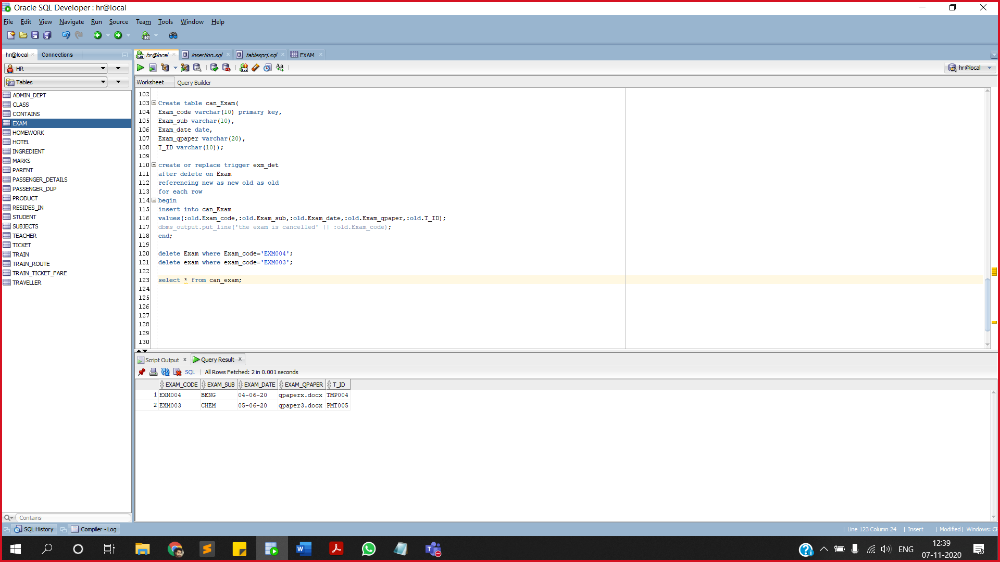 Oracle SQL Developer : hr@local
File Edit View Navigate Run Source Team Tools Window Help
hr@local Connections
HR
Tables
ADMIN_DEPT
CLASS
CONTAINS
EXAM
HOMEWORK
HOTEL
INGREDIENT
MARKS
PARENT
PASSENGER_DETAILS
PASSENGER_DUP
PRODUCT
RESIDES_IN
STUDENT
SUBJECTS
TEACHER
TICKET
TRAIN
TRAIN_ROUTE
TRAIN_TICKET_FARE
TRAVELLER
Contains
hr@local insertion.sql tablesprj.sql EXAM
Aa
hr@local
Worksheet Query Builder
102
103 Create table can_Exam(
104 Exam_code varchar(10) primary key,
105 Exam_sub varchar(10),
106 Exam_date date,
107 Exam_qpaper varchar(20),
108 T_ID varchar(10));
109
110 create or replace trigger exm_det
111 after delete on Exam
112 referencing new as new old as old
113 for each row
114 begin
115 insert into can_Exam
116 values(:old.Exam_code,:old.Exam_sub,:old.Exam_date,:old.Exam_qpaper,:old.T_ID);
117 dbms_output.put_line('the exam is cancelled' || :old.Exam_code);
118 end;
119
120 delete Exam where Exam_code='EXM004';
121 delete exam where exam_code='EXM003';
122
123 select * from can_exam;
124
125
126
127
128
129
130
Script Output x Query Result x
SQL | All Rows Fetched: 2 in 0.001 seconds
EXAM_CODE EXAM_SUB EXAM_DATE EXAM_QPAPER T_ID
1 EXM004 BENG 04-06-20 qpaperx.docx TMP004
2 EXM003 CHEM 05-06-20 qpaper3.docx PMT005
SQL History Compiler - Log
| Line 123 Column 24 | Insert | Modified | Windows: C
ENG
12:39
07-11-2020